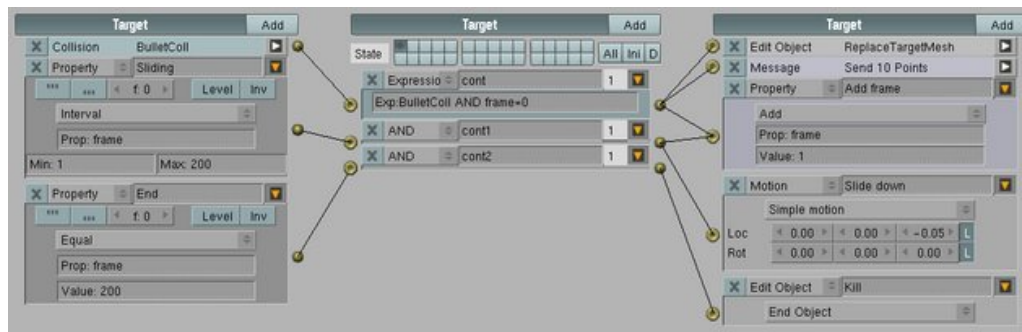 Target Add
X Collision BulletColl
X Property Sliding
f: 0 Level Inv
Interval
Prop: frame
Min: 1 Max: 200
X Property End
f: 0 Level Inv
Equal
Prop: frame
Value: 200
Target Add
State All Ini D
X Expressio cont 1
Exp:BulletColl AND frame=0
X AND cont1 1
X AND cont2 1
Target Add
X Edit Object ReplaceTargetMesh
X Message Send 10 Points
X Property Add frame
Add
Prop: frame
Value: 1
X Motion Slide down
Simple motion
Loc 0.00 0.00 -0.05 L
Rot 0.00 0.00 0.00 L
X Edit Object Kill
End Object